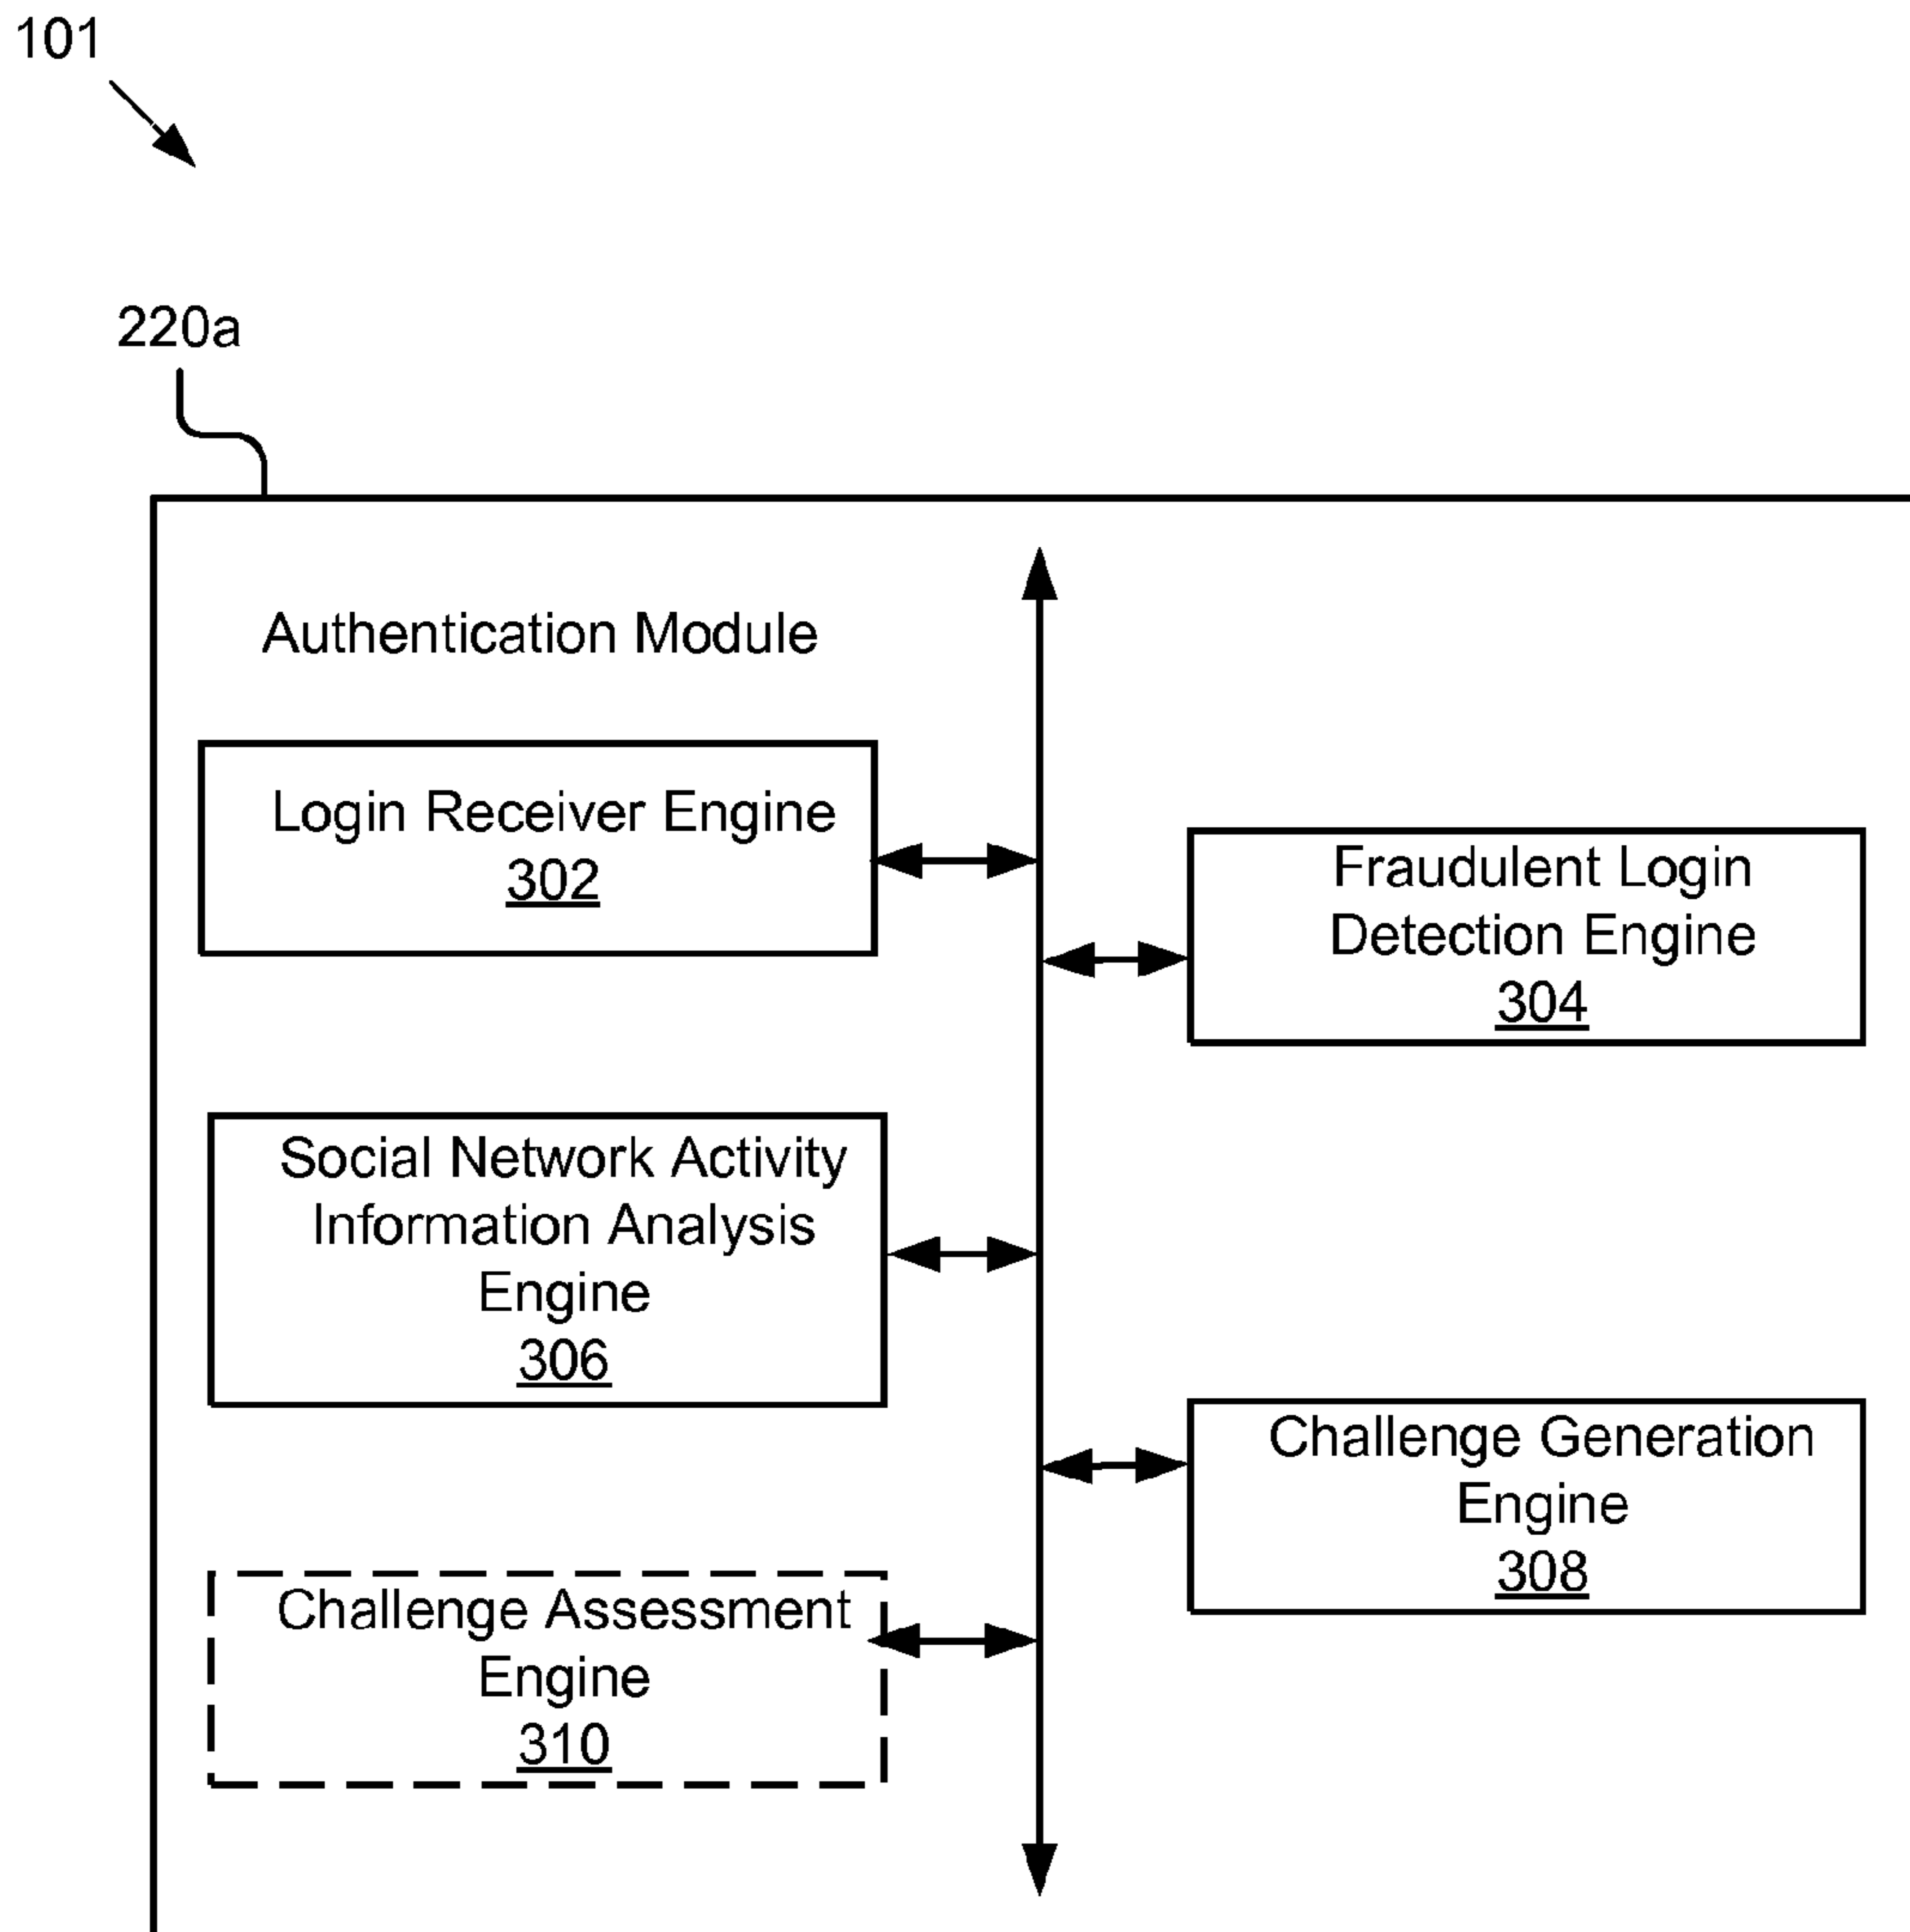 101
220a
Authentication Module
Login Receiver Engine
302
Fraudulent Login
Detection Engine
304
Social Network Activity
Information Analysis
Engine
306
Challenge Generation
Engine
308
Challenge Assessment
Engine
310